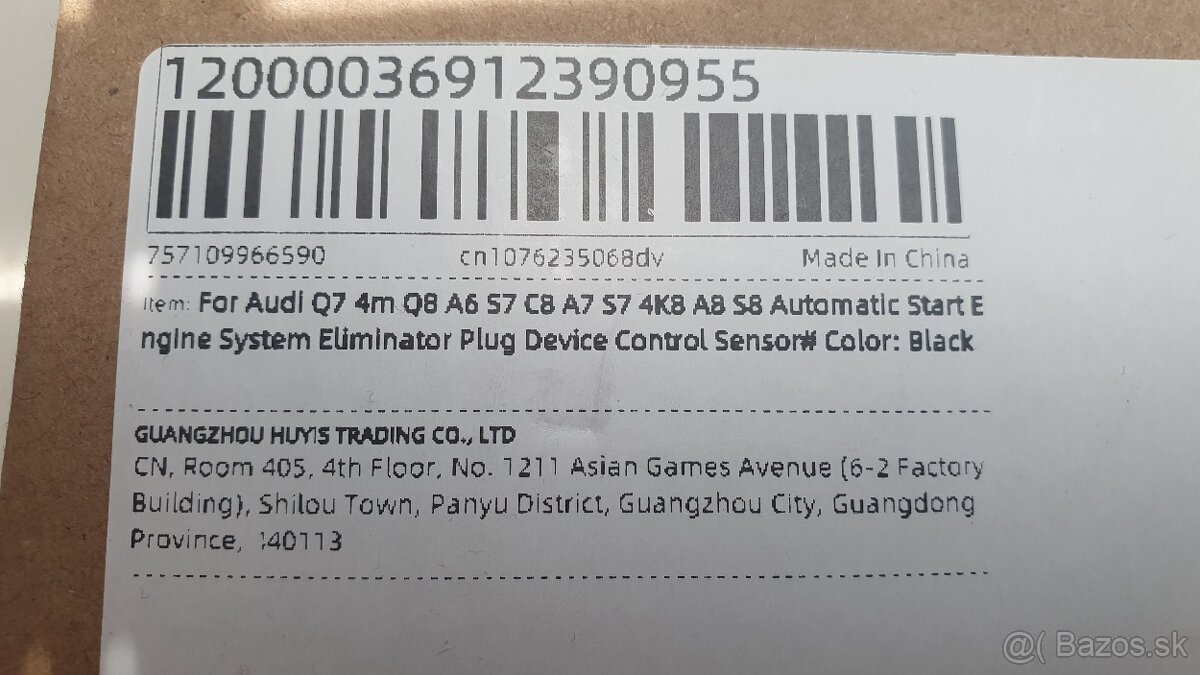 12000036912390955
757109966590
cn1076235068dv
Made In China
Item: For Audi Q7 4m Q8 A6 S7 C8 A7 S7 4K8 A8 S8 Automatic Start E
ngine System Eliminator Plug Device Control Sensor# Color: Black
GUANGZHOU HUYIS TRADING CO., LTD
CN, Room 405, 4th Floor, No. 1211 Asian Games Avenue (6-2 Factory
Building), Shilou Town, Panyu District, Guangzhou City, Guangdong
Province,
@( Bazos.sk